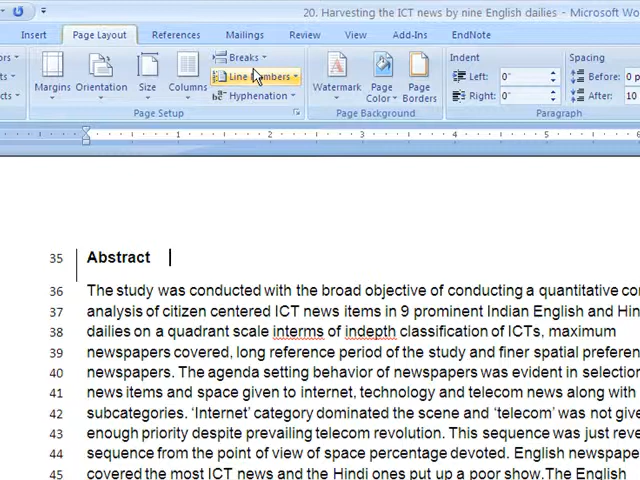 20. Harvesting the ICT news by nine English dailies - Microsoft Wo
Insert Page Layout References Mailings Review View Add-Ins EndNote
Breaks Indent Spacing
Line Numbers Left: 0" Before: 0 p
Margins Orientation Size Columns Watermark Page Color Page Borders
Hyphenation Right: 0" After: 10
Page Setup Page Background Paragraph
1 2 3 4 5
35 Abstract
36 The study was conducted with the broad objective of conducting a quantitative
37 analysis of citizen centered ICT news items in 9 prominent Indian English and
38 dailies on a quadrant scale interms of indepth classification of ICTs, maximum
39 newspapers covered, long reference period of the study and finer spatial
40 newspapers. The agenda setting behavior of newspapers was evident in
41 news items and space given to internet, technology and telecom news along with
42 subcategories. 'Internet' category dominated the scene and 'telecom' was not
43 enough priority despite prevailing telecom revolution. This sequence was just
44 sequence from the point of view of space percentage devoted. The English
45 covered the most ICT news and the Hindi ones put up a poor show.The English